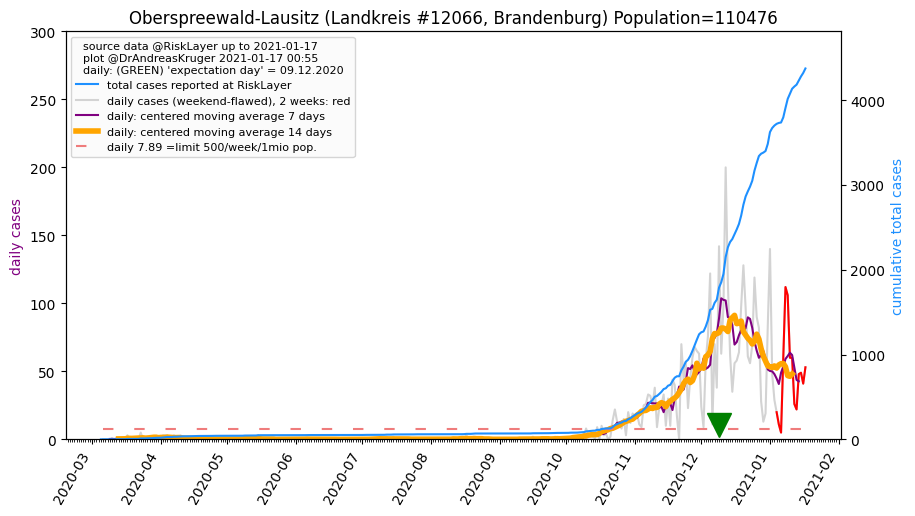 Oberspreewald-Lausitz (Landkreis #12066, Brandenburg) Population=110476
source data @RiskLayer up to 2021-01-17
plot @DrAndreasKruger 2021-01-17 00:55
daily: (GREEN) 'expectation day' = 09.12.2020
total cases reported at RiskLayer
daily cases (weekend-flawed), 2 weeks: red
daily: centered moving average 7 days
daily: centered moving average 14 days
daily 7.89 =limit 500/week/1mio pop.
daily cases
300
250
200
150
100
50
0
4000
3000
2000
1000
0
cumulative total cases
2020-03
2020-04
2020-05
2020-06
2020-07
2020-08
2020-09
2020-10
2020-11
2020-12
2021-01
2021-02